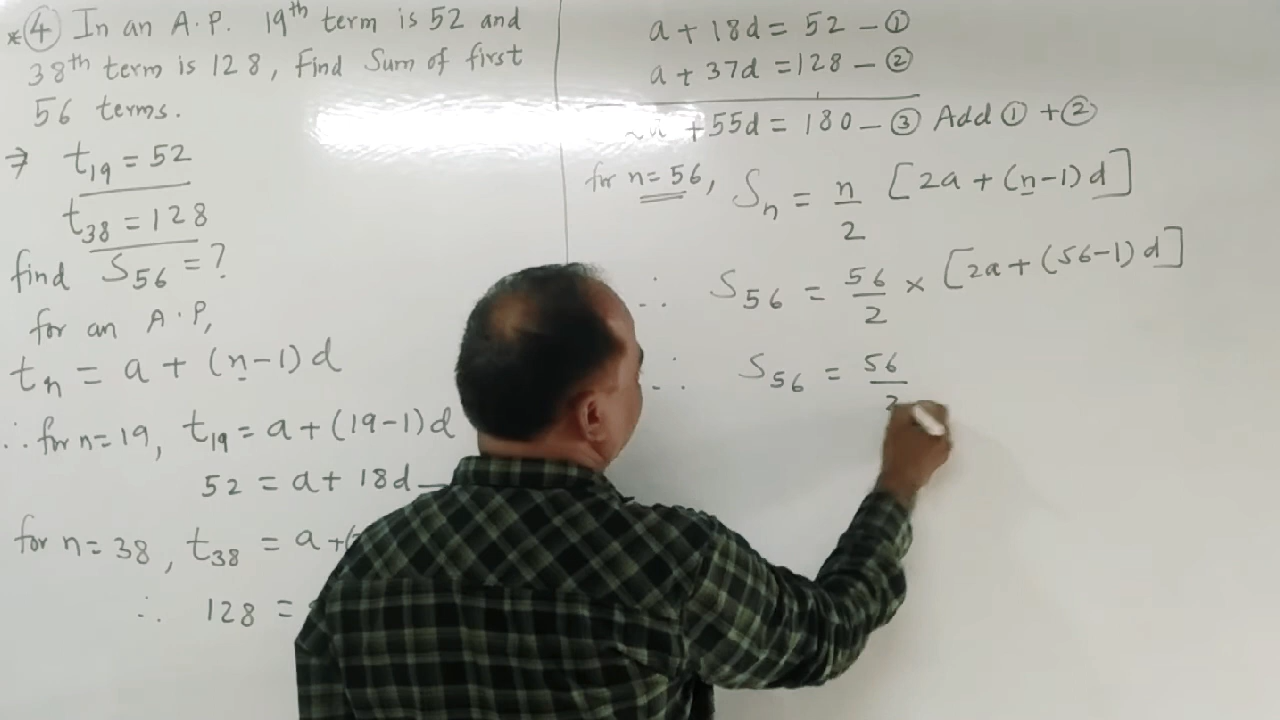 *④ In an A.P. 19th term is 52 and
38th term is 128, Find Sum of first
56 terms.
⇒ t₁₉ = 52
t₃₈ = 128
find S₅₆ = ?
for an A.P,
tₙ = a + (n-1)d
∴ for n=19, t₁₉ = a + (19-1)d
52 = a + 18d
for n=38, t₃₈ = a + (
∴ 128 =
a + 18d = 52 - ①
a + 37d = 128 - ②
a + 55d = 180 - ③ Add ① + ②
for n=56, Sₙ = n/2 [2a + (n-1)d]
∴ S₅₆ = 56/2 × [2a + (56-1)d]
∴ S₅₆ = 56/2